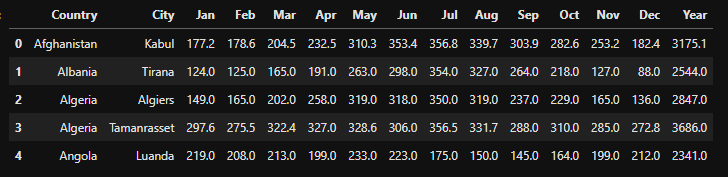 Country City Jan Feb Mar Apr May Jun Jul Aug Sep Oct Nov Dec Year
0 Afghanistan Kabul 177.2 178.6 204.5 232.5 310.3 353.4 356.8 339.7 303.9 282.6 253.2 182.4 3175.1
1 Albania Tirana 124.0 125.0 165.0 191.0 263.0 298.0 354.0 327.0 264.0 218.0 127.0 88.0 2544.0
2 Algeria Algiers 149.0 165.0 202.0 258.0 319.0 318.0 350.0 319.0 237.0 229.0 165.0 136.0 2847.0
3 Algeria Tamanrasset 297.6 275.5 322.4 327.0 328.6 306.0 356.5 331.7 288.0 310.0 285.0 272.8 3686.0
4 Angola Luanda 219.0 208.0 213.0 199.0 233.0 223.0 175.0 150.0 145.0 164.0 199.0 212.0 2341.0